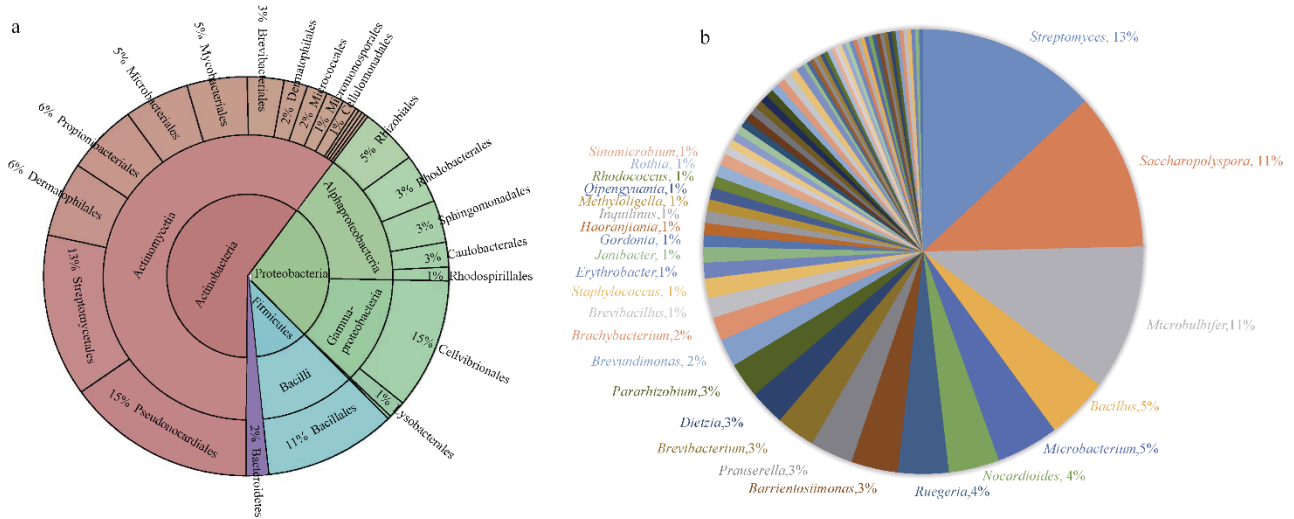 a
3% Brevibacteriales
5% Mycobacteriales
5% Microbacteriales
6% Propionibacteriales
6% Dermatophilales
13% Streptomycetales
15% Pseudonocardiales
2% Dermatophilales
2% Micrococcales
1% Micromonosporales
1% Cellulomonadales
5% Rhizobiales
3% Rhodobacterales
3% Sphingomonadales
3% Caulobacterales
1% Rhodospirillales
15% Cellvibrionales
1% Lysobacterales
11% Bacillales
2% Bacteroidetes
Actinomycetia
Actinobacteria
Proteobacteria
Alphaproteobacteria
Gamma-
proteobacteria
Firmicutes
Bacilli
b
Streptomyces, 13%
Saccharopolyspora, 11%
Microbulbifer,11%
Bacillus,5%
Microbacterium,5%
Nocardioides, 4%
Ruegeria,4%
Barrientosiimonas,3%
Prauserella,3%
Brevibacterium,3%
Dietzia,3%
Pararhizobium,3%
Brevundimonas, 2%
Brachybacterium,2%
Brevibacillus,1%
Staphylococcus, 1%
Erythrobacter,1%
Janibacter, 1%
Gordonia, 1%
Haoranjiania,1%
Inquilinus, 1%
Methyloligella, 1%
Qipengyuania,1%
Rhodococcus, 1%
Rothia, 1%
Sinomicrobium,1%